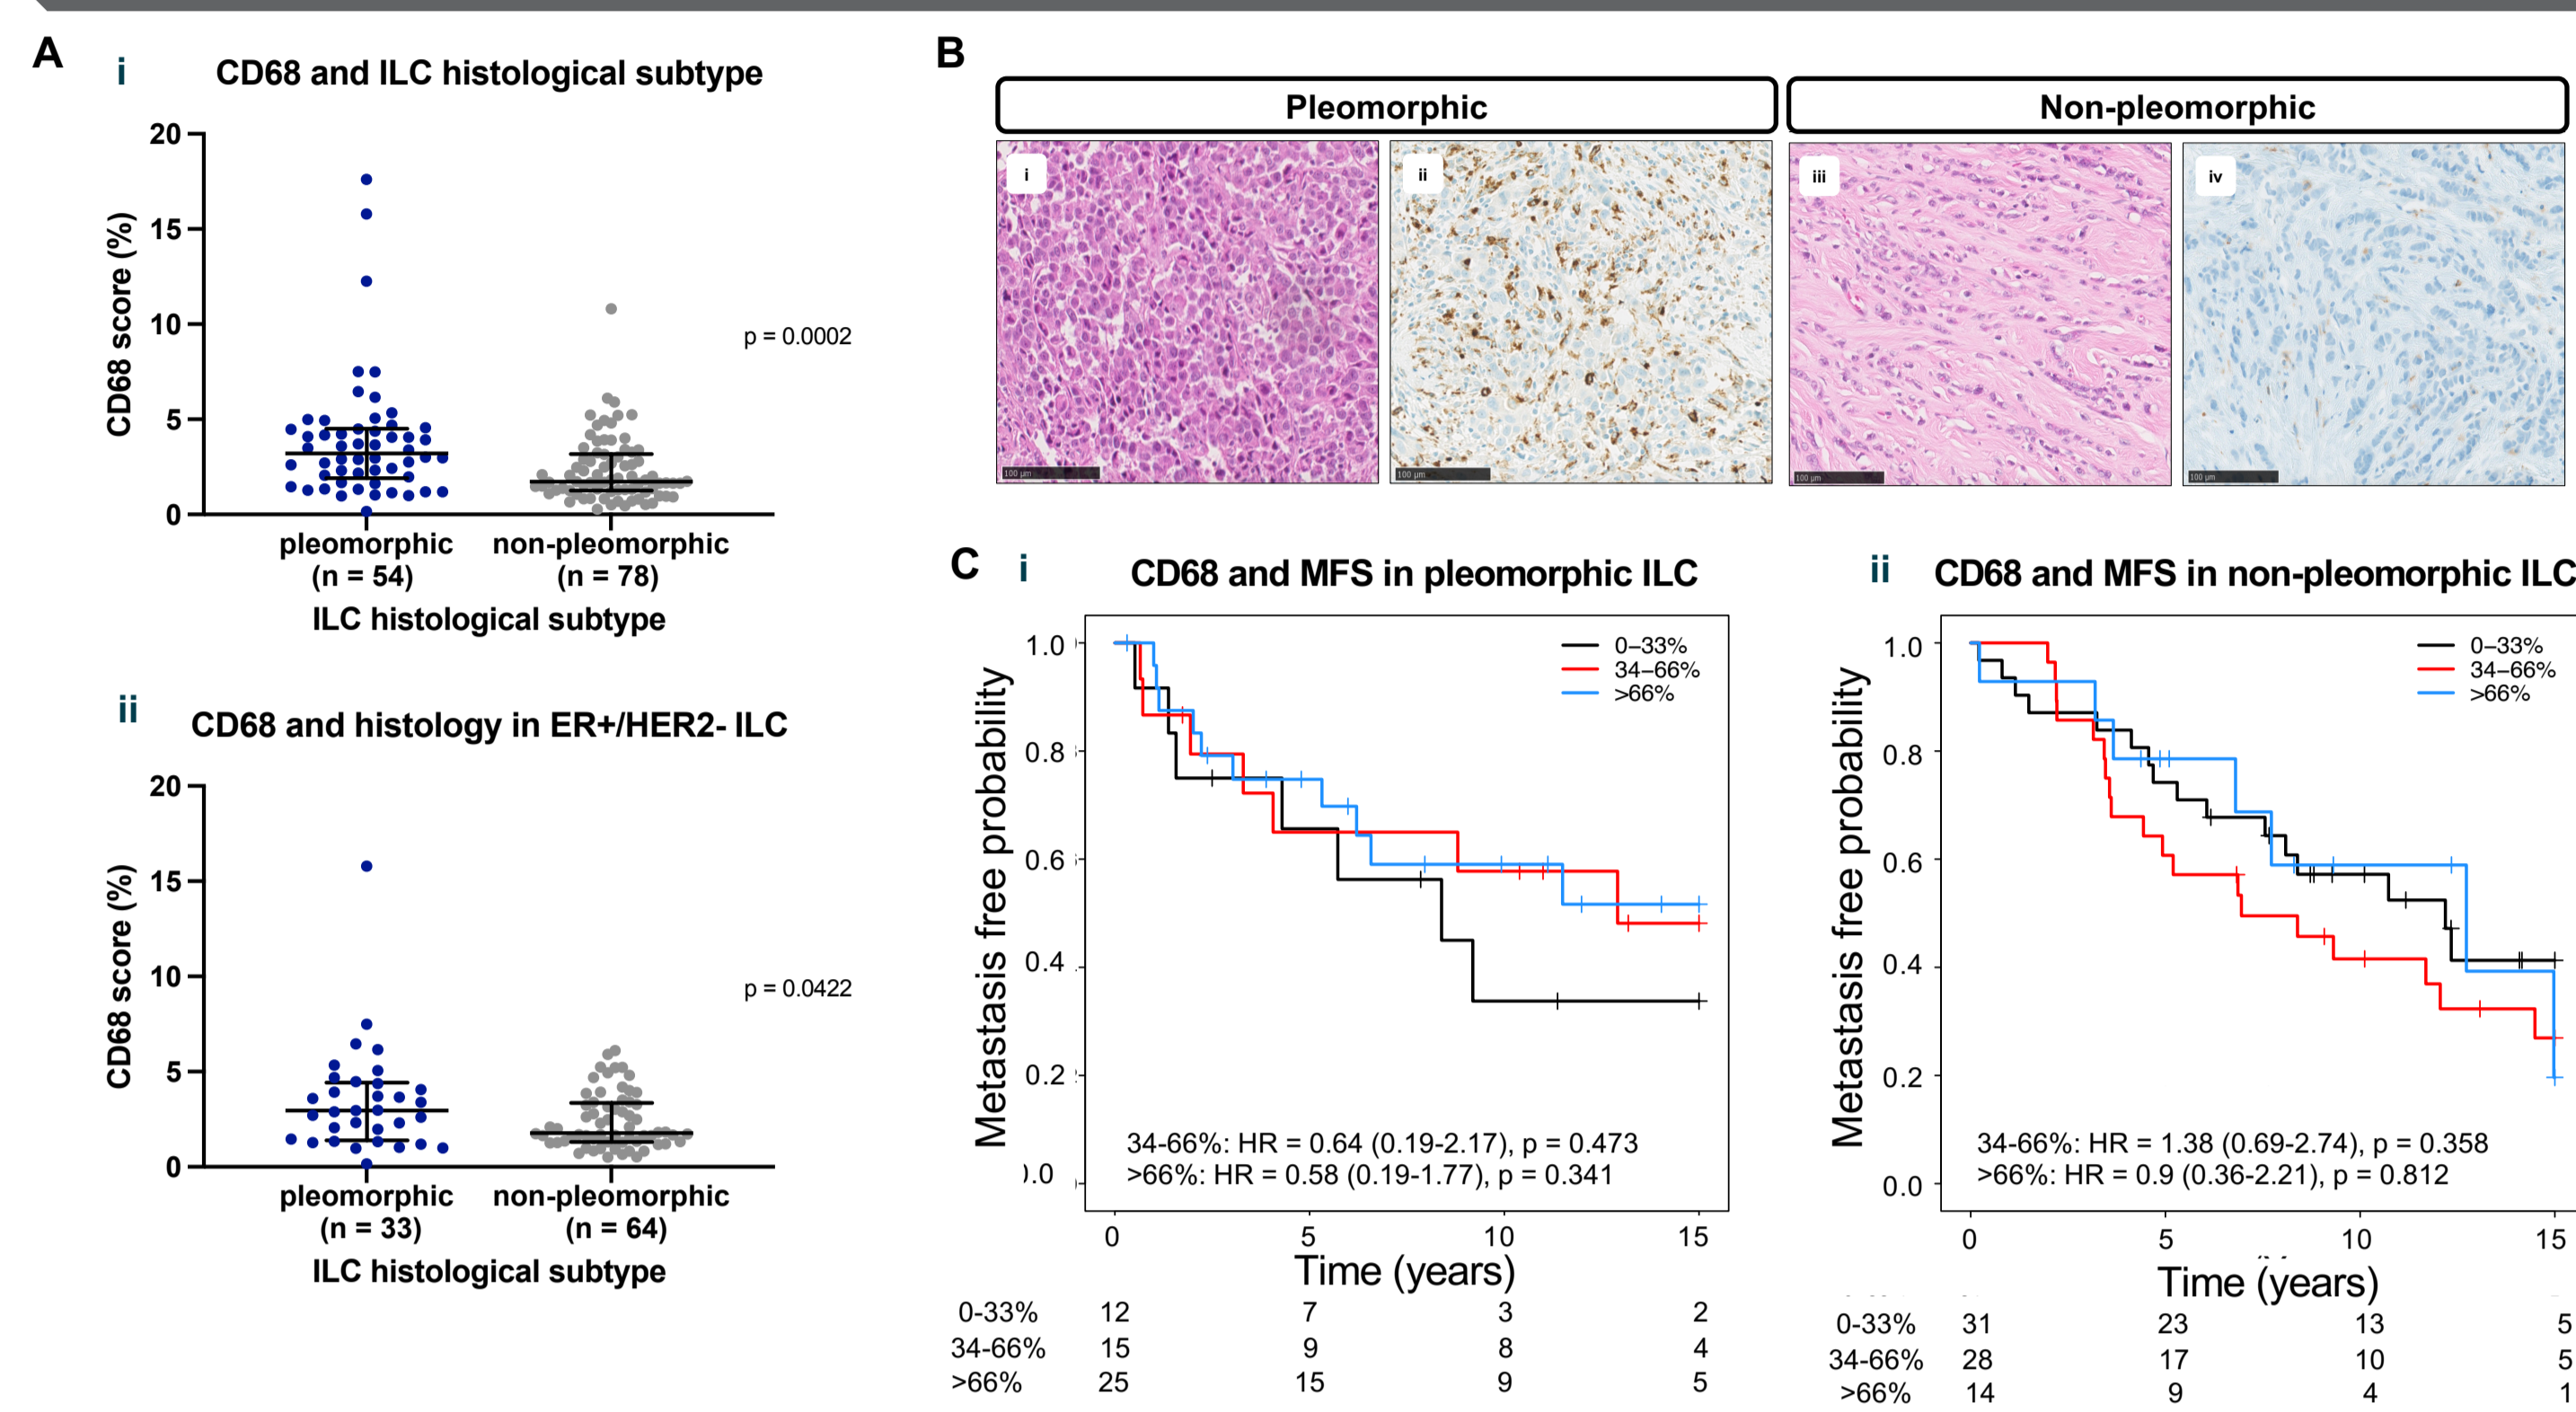 A
i
CD68 and ILC histological subtype
20
15
10
5
0
CD68 score (%)
p = 0.0002
pleomorphic
(n = 54)
non-pleomorphic
(n = 78)
ILC histological subtype
ii
CD68 and histology in ER+/HER2- ILC
20
15
10
5
0
CD68 score (%)
p = 0.0422
pleomorphic
(n = 33)
non-pleomorphic
(n = 64)
ILC histological subtype
B
Pleomorphic
Non-pleomorphic
i
ii
iii
iv
100 µm
100 µm
100 µm
100 µm
C
i
CD68 and MFS in pleomorphic ILC
Metastasis free probability
1.0
0.8
0.6
0.4
0.2
0–33%
34–66%
>66%
34-66%: HR = 0.64 (0.19-2.17), p = 0.473
>66%: HR = 0.58 (0.19-1.77), p = 0.341
0 5 10 15
Time (years)
0-33% 12 7 3 2
34-66% 15 9 8 4
>66% 25 15 9 5
ii
CD68 and MFS in non-pleomorphic ILC
Metastasis free probability
1.0
0.8
0.6
0.4
0.2
0.0
0–33%
34–66%
>66%
34-66%: HR = 1.38 (0.69-2.74), p = 0.358
>66%: HR = 0.9 (0.36-2.21), p = 0.812
0 5 10 15
Time (years)
0-33% 31 23 13 5
34-66% 28 17 10 5
>66% 14 9 4 1